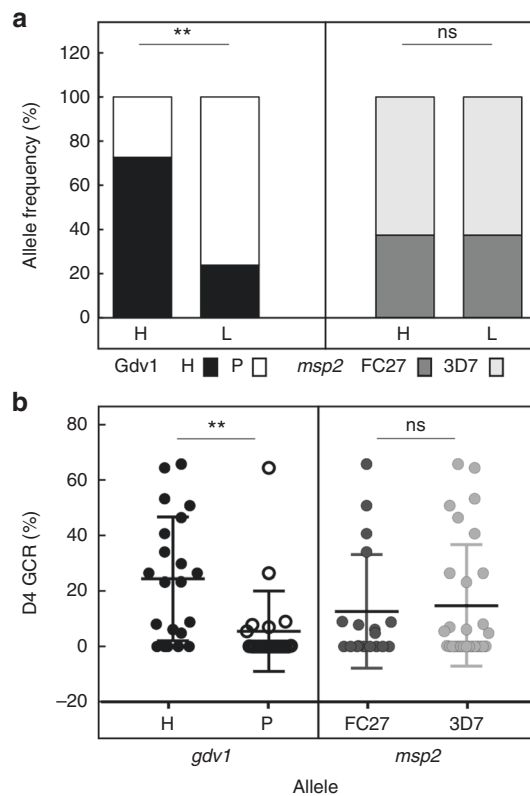 a
** ns
120
100
80
60
40
20
0
Allele frequency (%)
H L H L
Gdv1 H P msp2 FC27 3D7
b
** ns
80
60
40
20
0
–20
D4 GCR (%)
H P FC27 3D7
gdv1 msp2
Allele